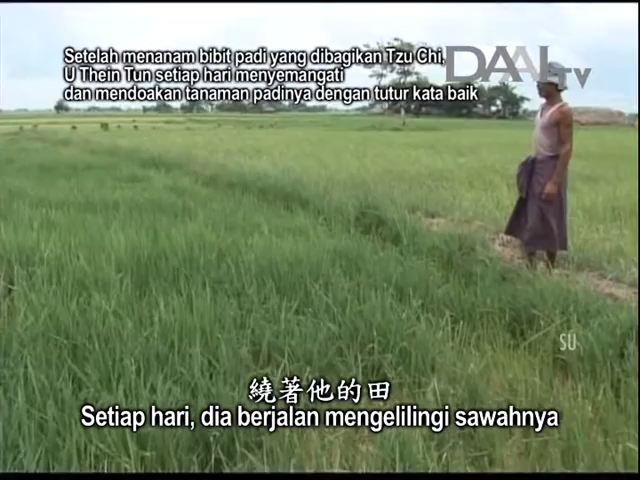 Setelah menanam bibit padi yang dibagikan Tzu Chi,
U Thein Tun setiap hari menyemangati
dan mendoakan tanaman padinya dengan tutur kata baik
DAAI TV
SU
繞著他的田
Setiap hari, dia berjalan mengelilingi sawahnya